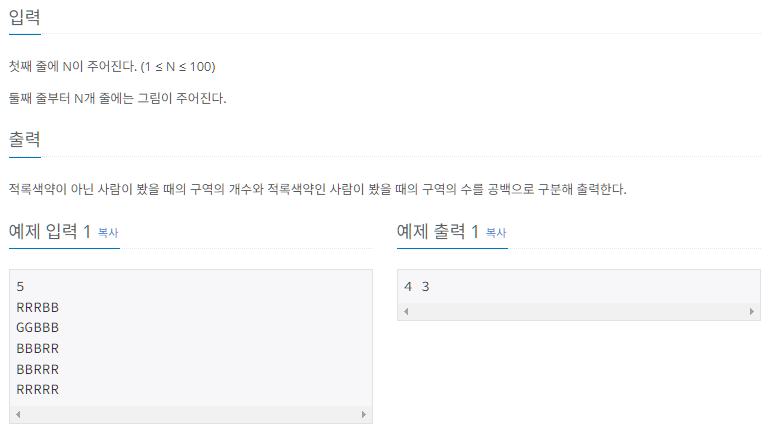 입력
첫째 줄에 N이 주어진다. (1 ≤ N ≤ 100)
둘째 줄부터 N개 줄에는 그림이 주어진다.
출력
적록색약이 아닌 사람이 봤을 때의 구역의 개수와 적록색약인 사람이 봤을 때의 구역의 수를 공백으로 구분해 출력한다.
예제 입력 1 복사
5
RRRBB
GGBBB
BBBRR
BBRRR
RRRRR
예제 출력 1 복사
4 3